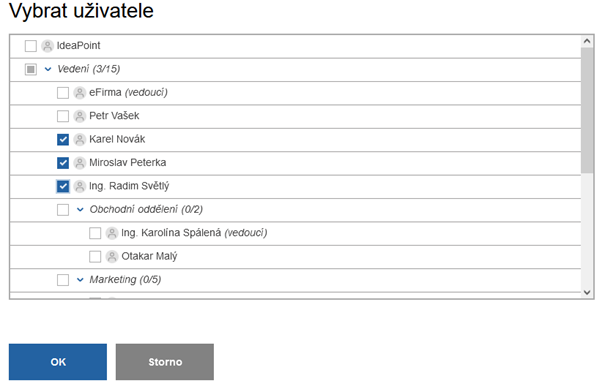 Vybrat uživatele
IdeaPoint
Vedení (3/15)
eFirma (vedoucí)
Petr Vašek
Karel Novák
Miroslav Peterka
Ing. Radim Světlý
Obchodní oddělení (0/2)
Ing. Karolína Spálená (vedoucí)
Otakar Malý
Marketing (0/5)
OK
Storno